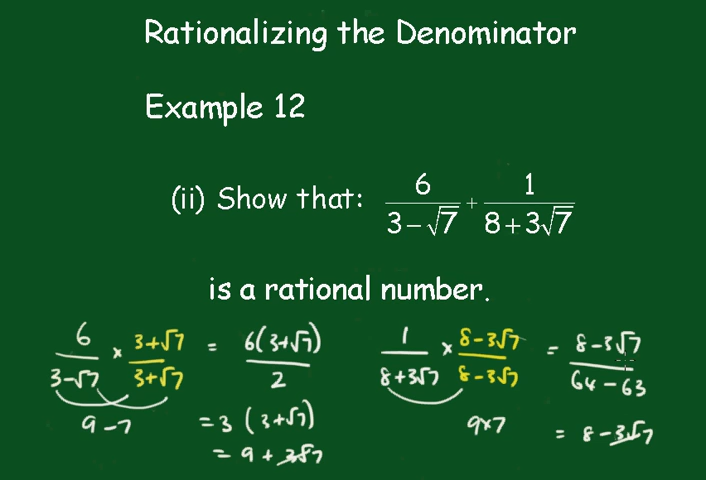 Rationalizing the Denominator
Example 12
(ii) Show that: 6/(3−√7) + 1/(8+3√7)
is a rational number.
6/(3−√7) × (3+√7)/(3+√7) = 6(3+√7)/2
9−7
= 3 (3+√7)
= 9 + 3√7
1/(8+3√7) × (8−3√7)/(8−3√7) = (8−3√7)/(64−63)
9×7
= 8−3√7